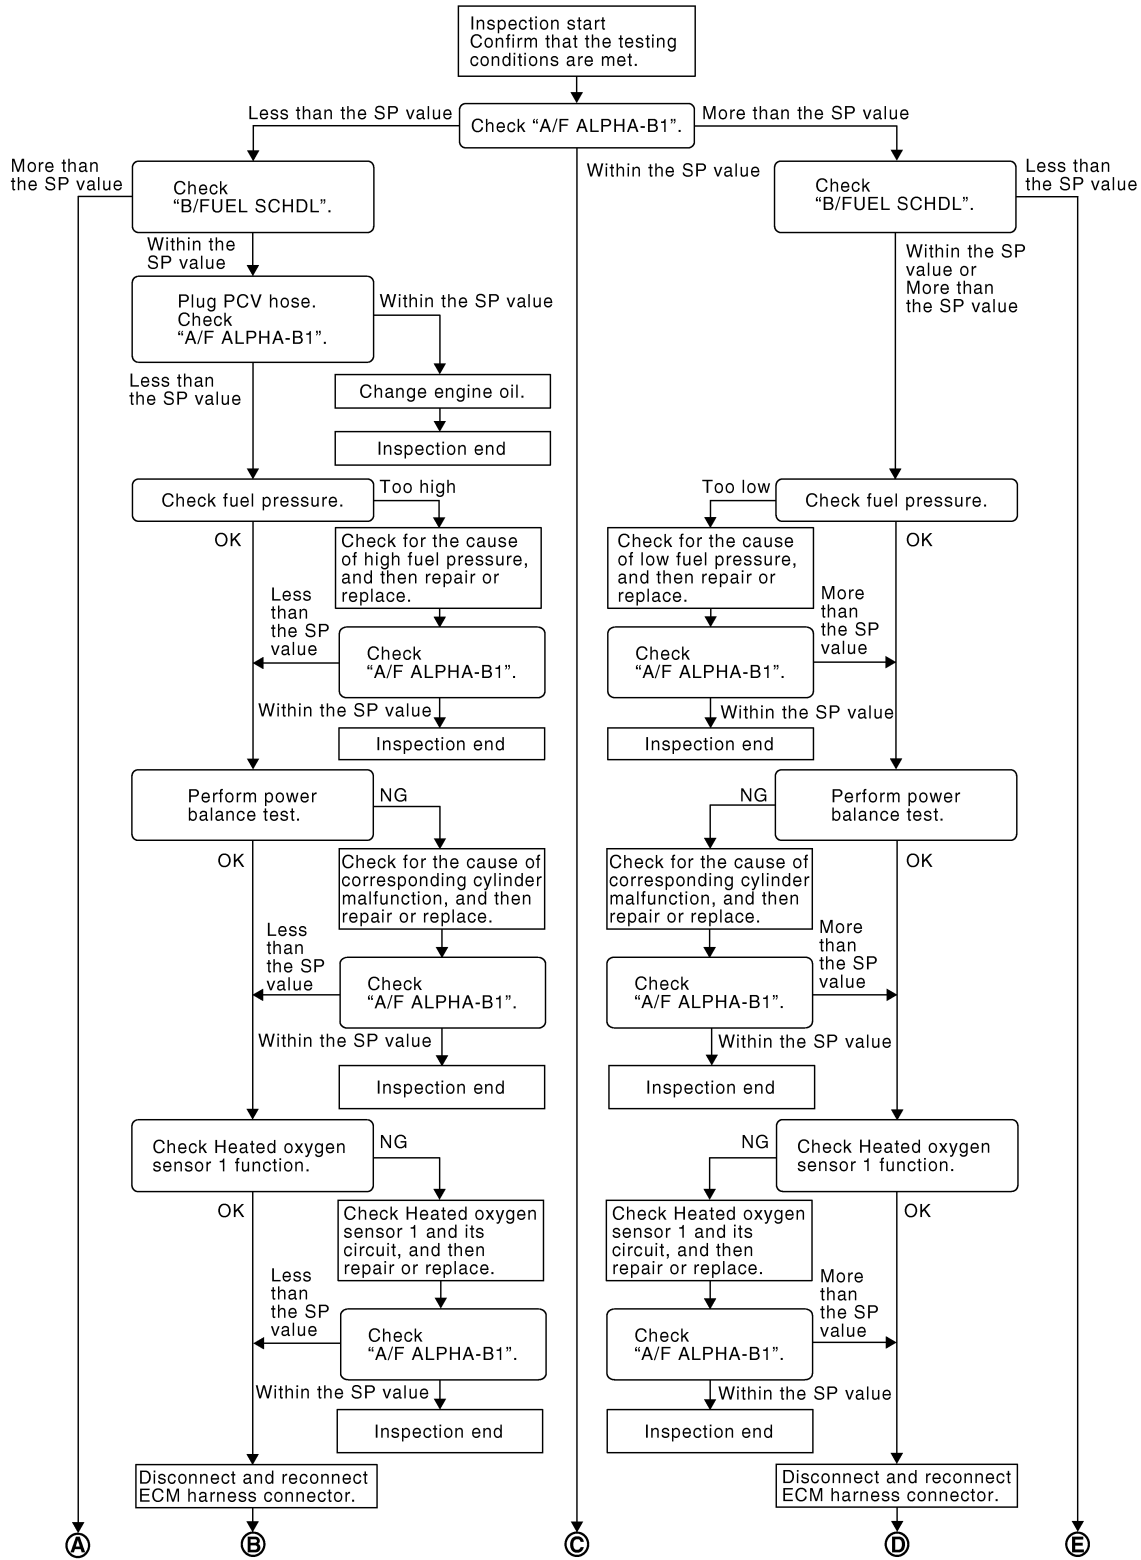 Inspection start
Confirm that the testing
conditions are met.
Less than the SP value
Check “A/F ALPHA-B1”.
More than the SP value
More than
the SP value
Check
“B/FUEL SCHDL”.
Within the SP value
Check
“B/FUEL SCHDL”.
Less than
the SP value
Within the
SP value
Within the SP
value or
More than
the SP value
Plug PCV hose.
Check
“A/F ALPHA-B1”.
Within the SP value
Less than
the SP value
Change engine oil.
Inspection end
Check fuel pressure.
Too high
Too low
Check fuel pressure.
OK
Check for the cause
of high fuel pressure,
and then repair or
replace.
Check for the cause
of low fuel pressure,
and then repair or
replace.
OK
Less
than
the SP
value
Check
“A/F ALPHA-B1”.
Check
“A/F ALPHA-B1”.
More
than
the SP
value
Within the SP value
Within the SP value
Inspection end
Inspection end
Perform power
balance test.
NG
NG
Perform power
balance test.
OK
Check for the cause of
corresponding cylinder
malfunction, and then
repair or replace.
Check for the cause of
corresponding cylinder
malfunction, and then
repair or replace.
OK
Less
than
the SP
value
Check
“A/F ALPHA-B1”.
Check
“A/F ALPHA-B1”.
More
than
the SP
value
Within the SP value
Within the SP value
Inspection end
Inspection end
Check Heated oxygen
sensor 1 function.
NG
NG
Check Heated oxygen
sensor 1 function.
OK
Check Heated oxygen
sensor 1 and its
circuit, and then
repair or replace.
Check Heated oxygen
sensor 1 and its
circuit, and then
repair or replace.
OK
Less
than
the SP
value
Check
“A/F ALPHA-B1”.
Check
“A/F ALPHA-B1”.
More
than
the SP
value
Within the SP value
Within the SP value
Inspection end
Inspection end
Disconnect and reconnect
ECM harness connector.
Disconnect and reconnect
ECM harness connector.
A
B
C
D
E